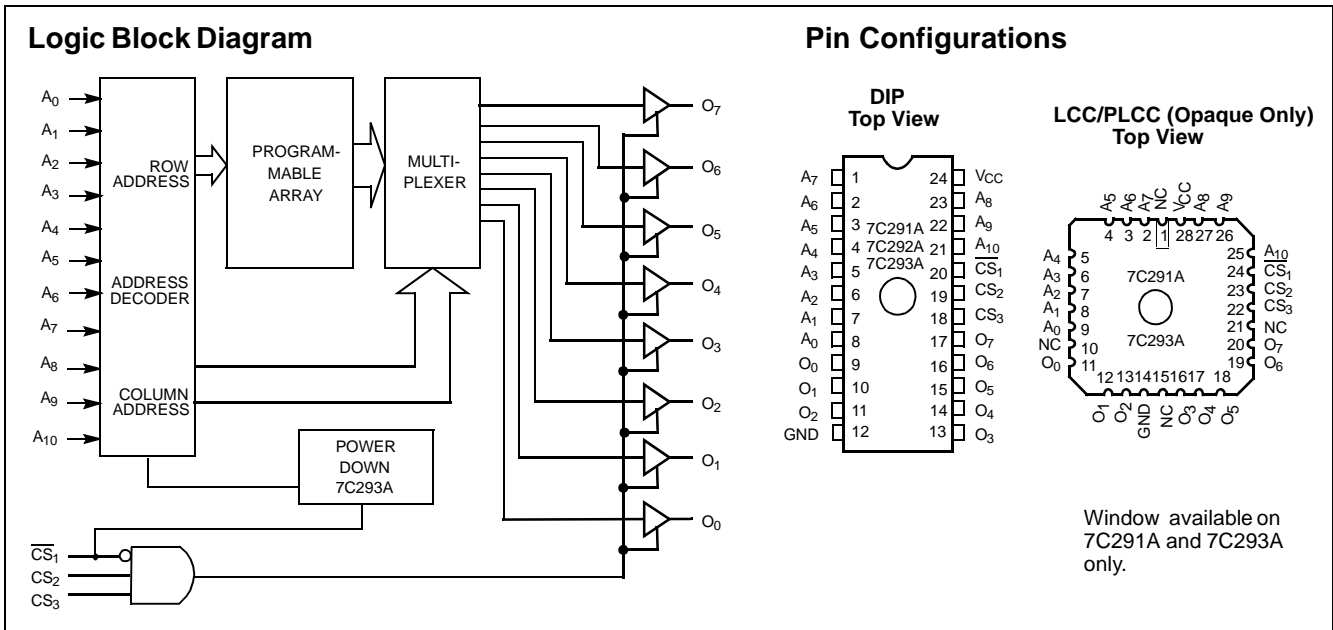 Logic Block Diagram
A0
A1
A2
A3
A4
A5
A6
A7
A8
A9
A10
ROW
ADDRESS
ADDRESS
DECODER
COLUMN
ADDRESS
PROGRAM-
MABLE
ARRAY
MULTI-
PLEXER
POWER
DOWN
7C293A
CS1
CS2
CS3
O7
O6
O5
O4
O3
O2
O1
O0
Pin Configurations
DIP
Top View
A7 1 24 VCC
A6 2 23 A8
A5 3 7C291A 22 A9
A4 4 7C292A 21 A10
A3 5 7C293A 20 CS1
A2 6 19 CS2
A1 7 18 CS3
A0 8 17 O7
O0 9 16 O6
O1 10 15 O5
O2 11 14 O4
GND 12 13 O3
LCC/PLCC (Opaque Only)
Top View
A5 A6 A7 NC VCC A8 A9
4 3 2 1 28 27 26
A4 5 25 A10
A3 6 24 CS1
A2 7 7C291A 23 CS2
A1 8 22 CS3
A0 9 21 NC
NC 10 7C293A 20 O7
O0 11 19 O6
12 13 14 15 16 17 18
O1 O2 GND NC O3 O4 O5
Window available on
7C291A and 7C293A
only.